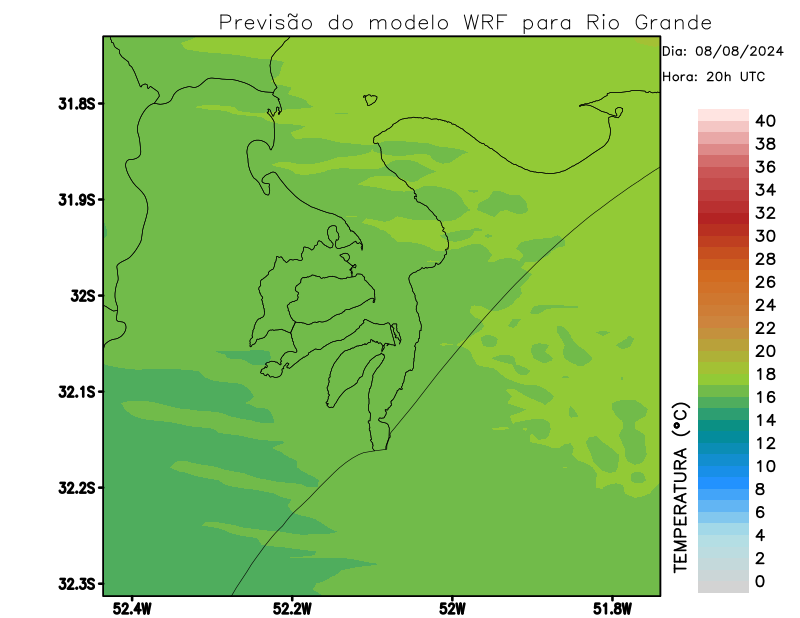 Previsão do modelo WRF para Rio Grande
Dia: 08/08/2024
Hora: 20h UTC
31.8S
31.9S
32S
32.1S
32.2S
32.3S
52.4W
52.2W
52W
51.8W
40
38
36
34
32
30
28
26
24
22
20
18
16
14
12
10
8
6
4
2
0
TEMPERATURA (°C)